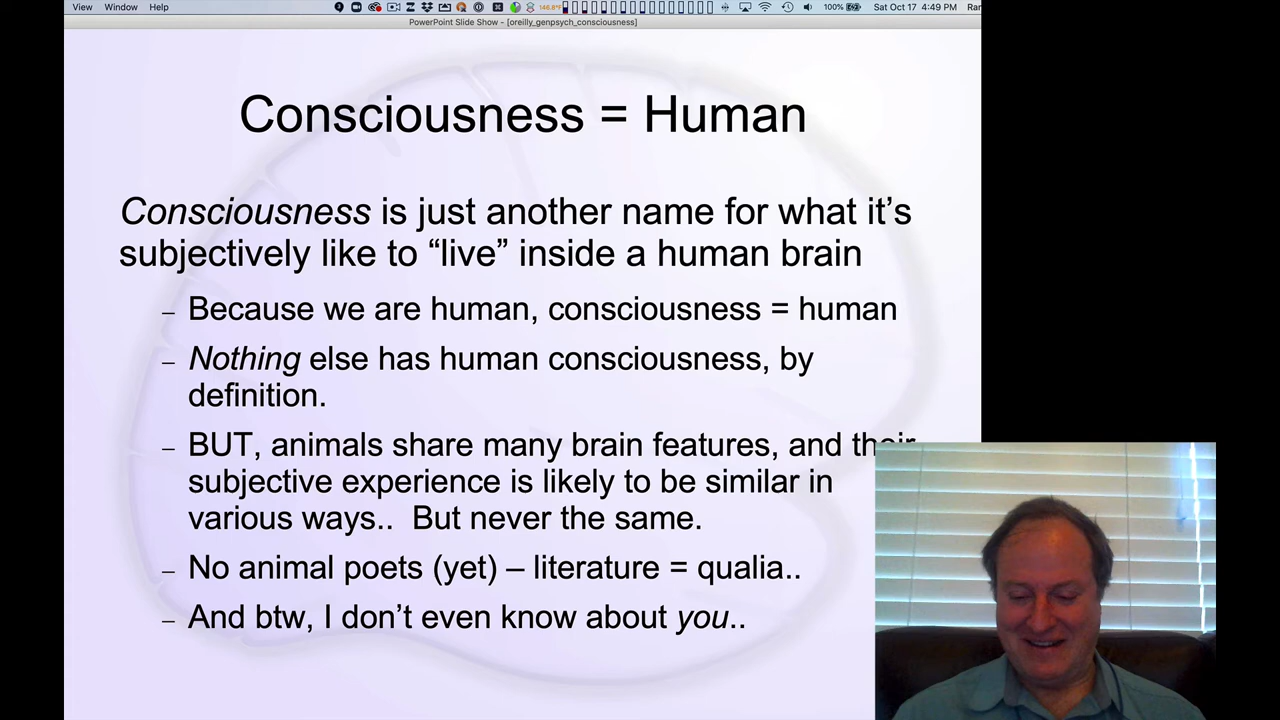 View Window Help 146.8°F 100% Sat Oct 17 4:49 PM Ran
PowerPoint Slide Show - [oreilly_genpsych_consciousness]
Consciousness = Human
Consciousness is just another name for what it’s
subjectively like to “live” inside a human brain
– Because we are human, consciousness = human
– Nothing else has human consciousness, by
definition.
– BUT, animals share many brain features, and their
subjective experience is likely to be similar in
various ways.. But never the same.
– No animal poets (yet) – literature = qualia..
– And btw, I don’t even know about you..